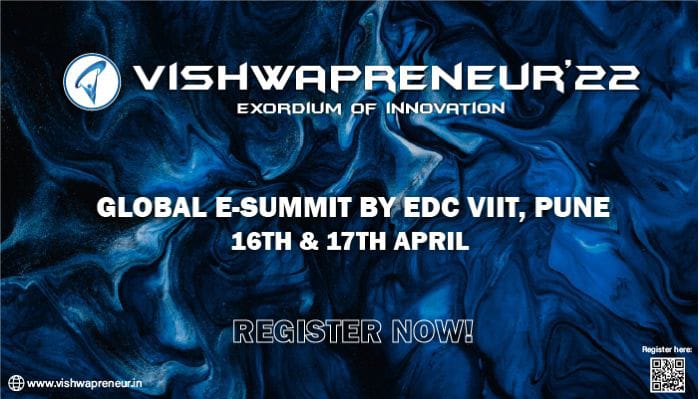 VISHWAPRENEUR'22
EXORDIUM OF INNOVATION
GLOBAL E-SUMMIT BY EDC VIIT, PUNE
16TH & 17TH APRIL
REGISTER NOW!
Register here:
www.vishwapreneur.in